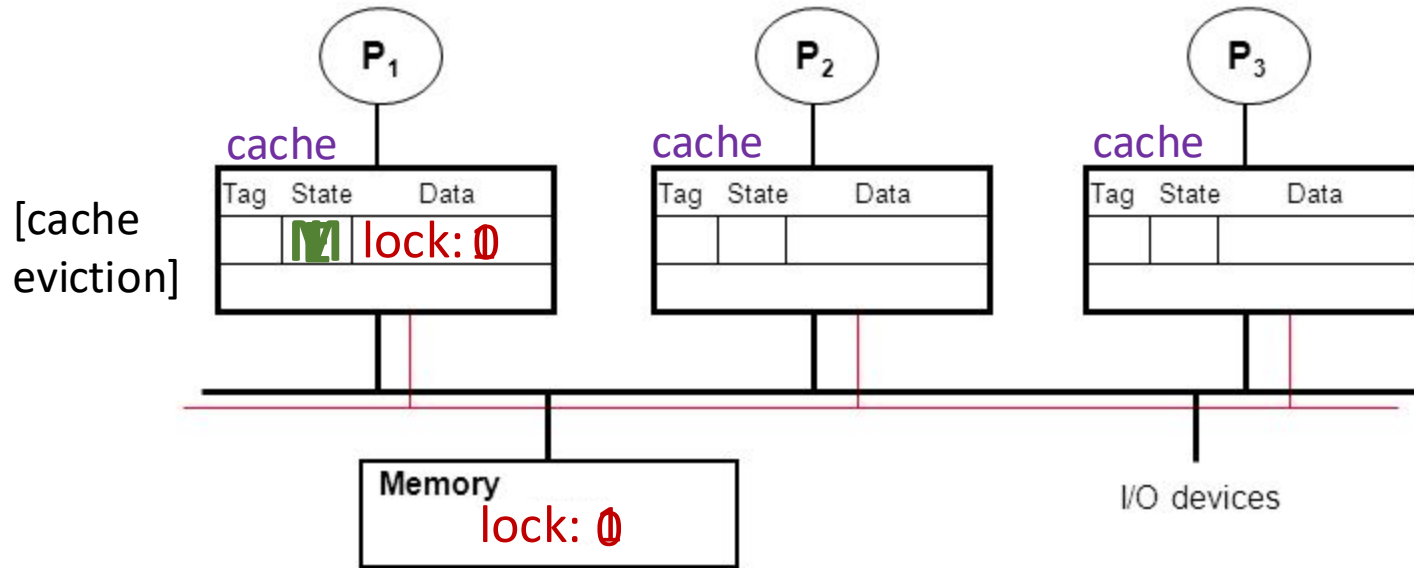 P1
P2
P3
cache
cache
cache
Tag State Data
Tag State Data
Tag State Data
[cache
eviction]
lock:
Memory
lock:
I/O devices